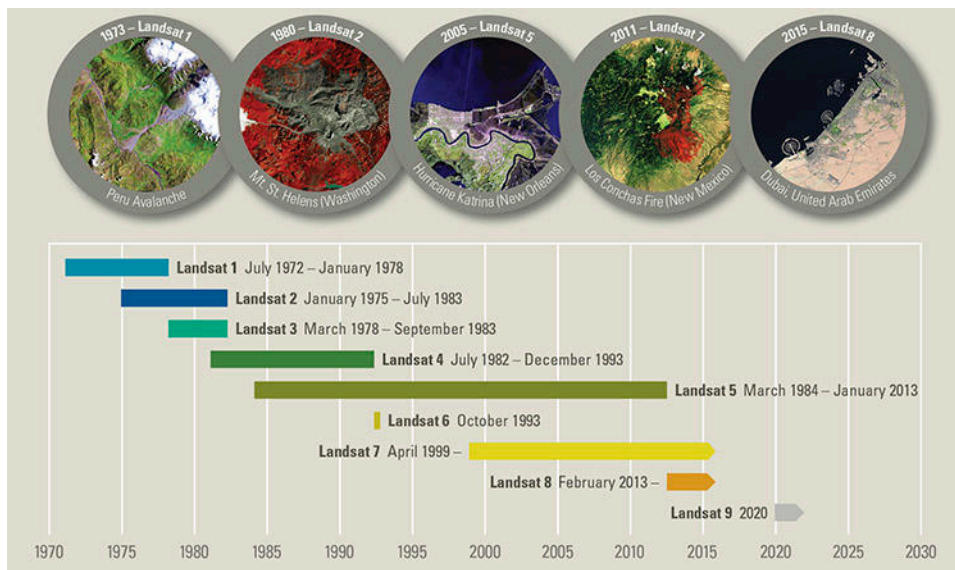 1973 – Landsat 1
Peru Avalanche
1980 – Landsat 2
Mt. St. Helens (Washington)
2005 – Landsat 5
Hurricane Katrina (New Orleans)
2011 – Landsat 7
Los Conchas Fire (New Mexico)
2015 – Landsat 8
Dubai, United Arab Emirates
Landsat 1 July 1972 – January 1978
Landsat 2 January 1975 – July 1983
Landsat 3 March 1978 – September 1983
Landsat 4 July 1982 – December 1993
Landsat 5 March 1984 – January 2013
Landsat 6 October 1993
Landsat 7 April 1999 –
Landsat 8 February 2013 –
Landsat 9 2020
1970 1975 1980 1985 1990 1995 2000 2005 2010 2015 2020 2025 2030